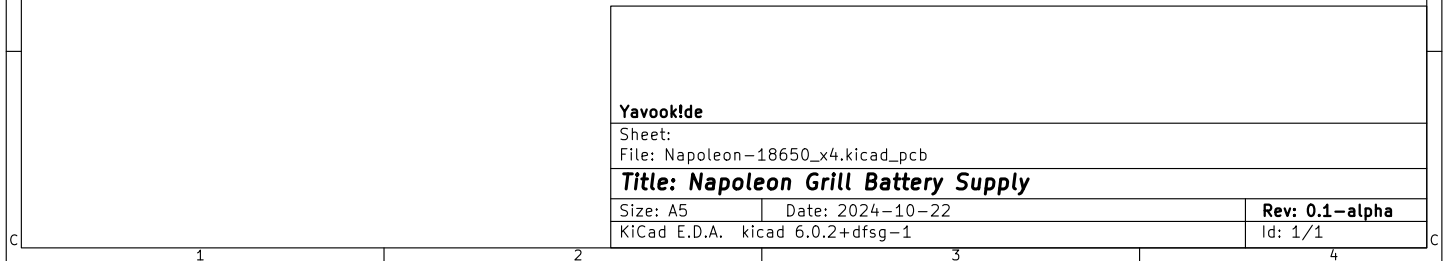 Yavook!de
Sheet:
File: Napoleon-18650_x4.kicad_pcb
Title: Napoleon Grill Battery Supply
Size: A5 Date: 2024-10-22 Rev: 0.1-alpha
KiCad E.D.A. kicad 6.0.2+dfsg-1 Id: 1/1
C C
1 2 3 4